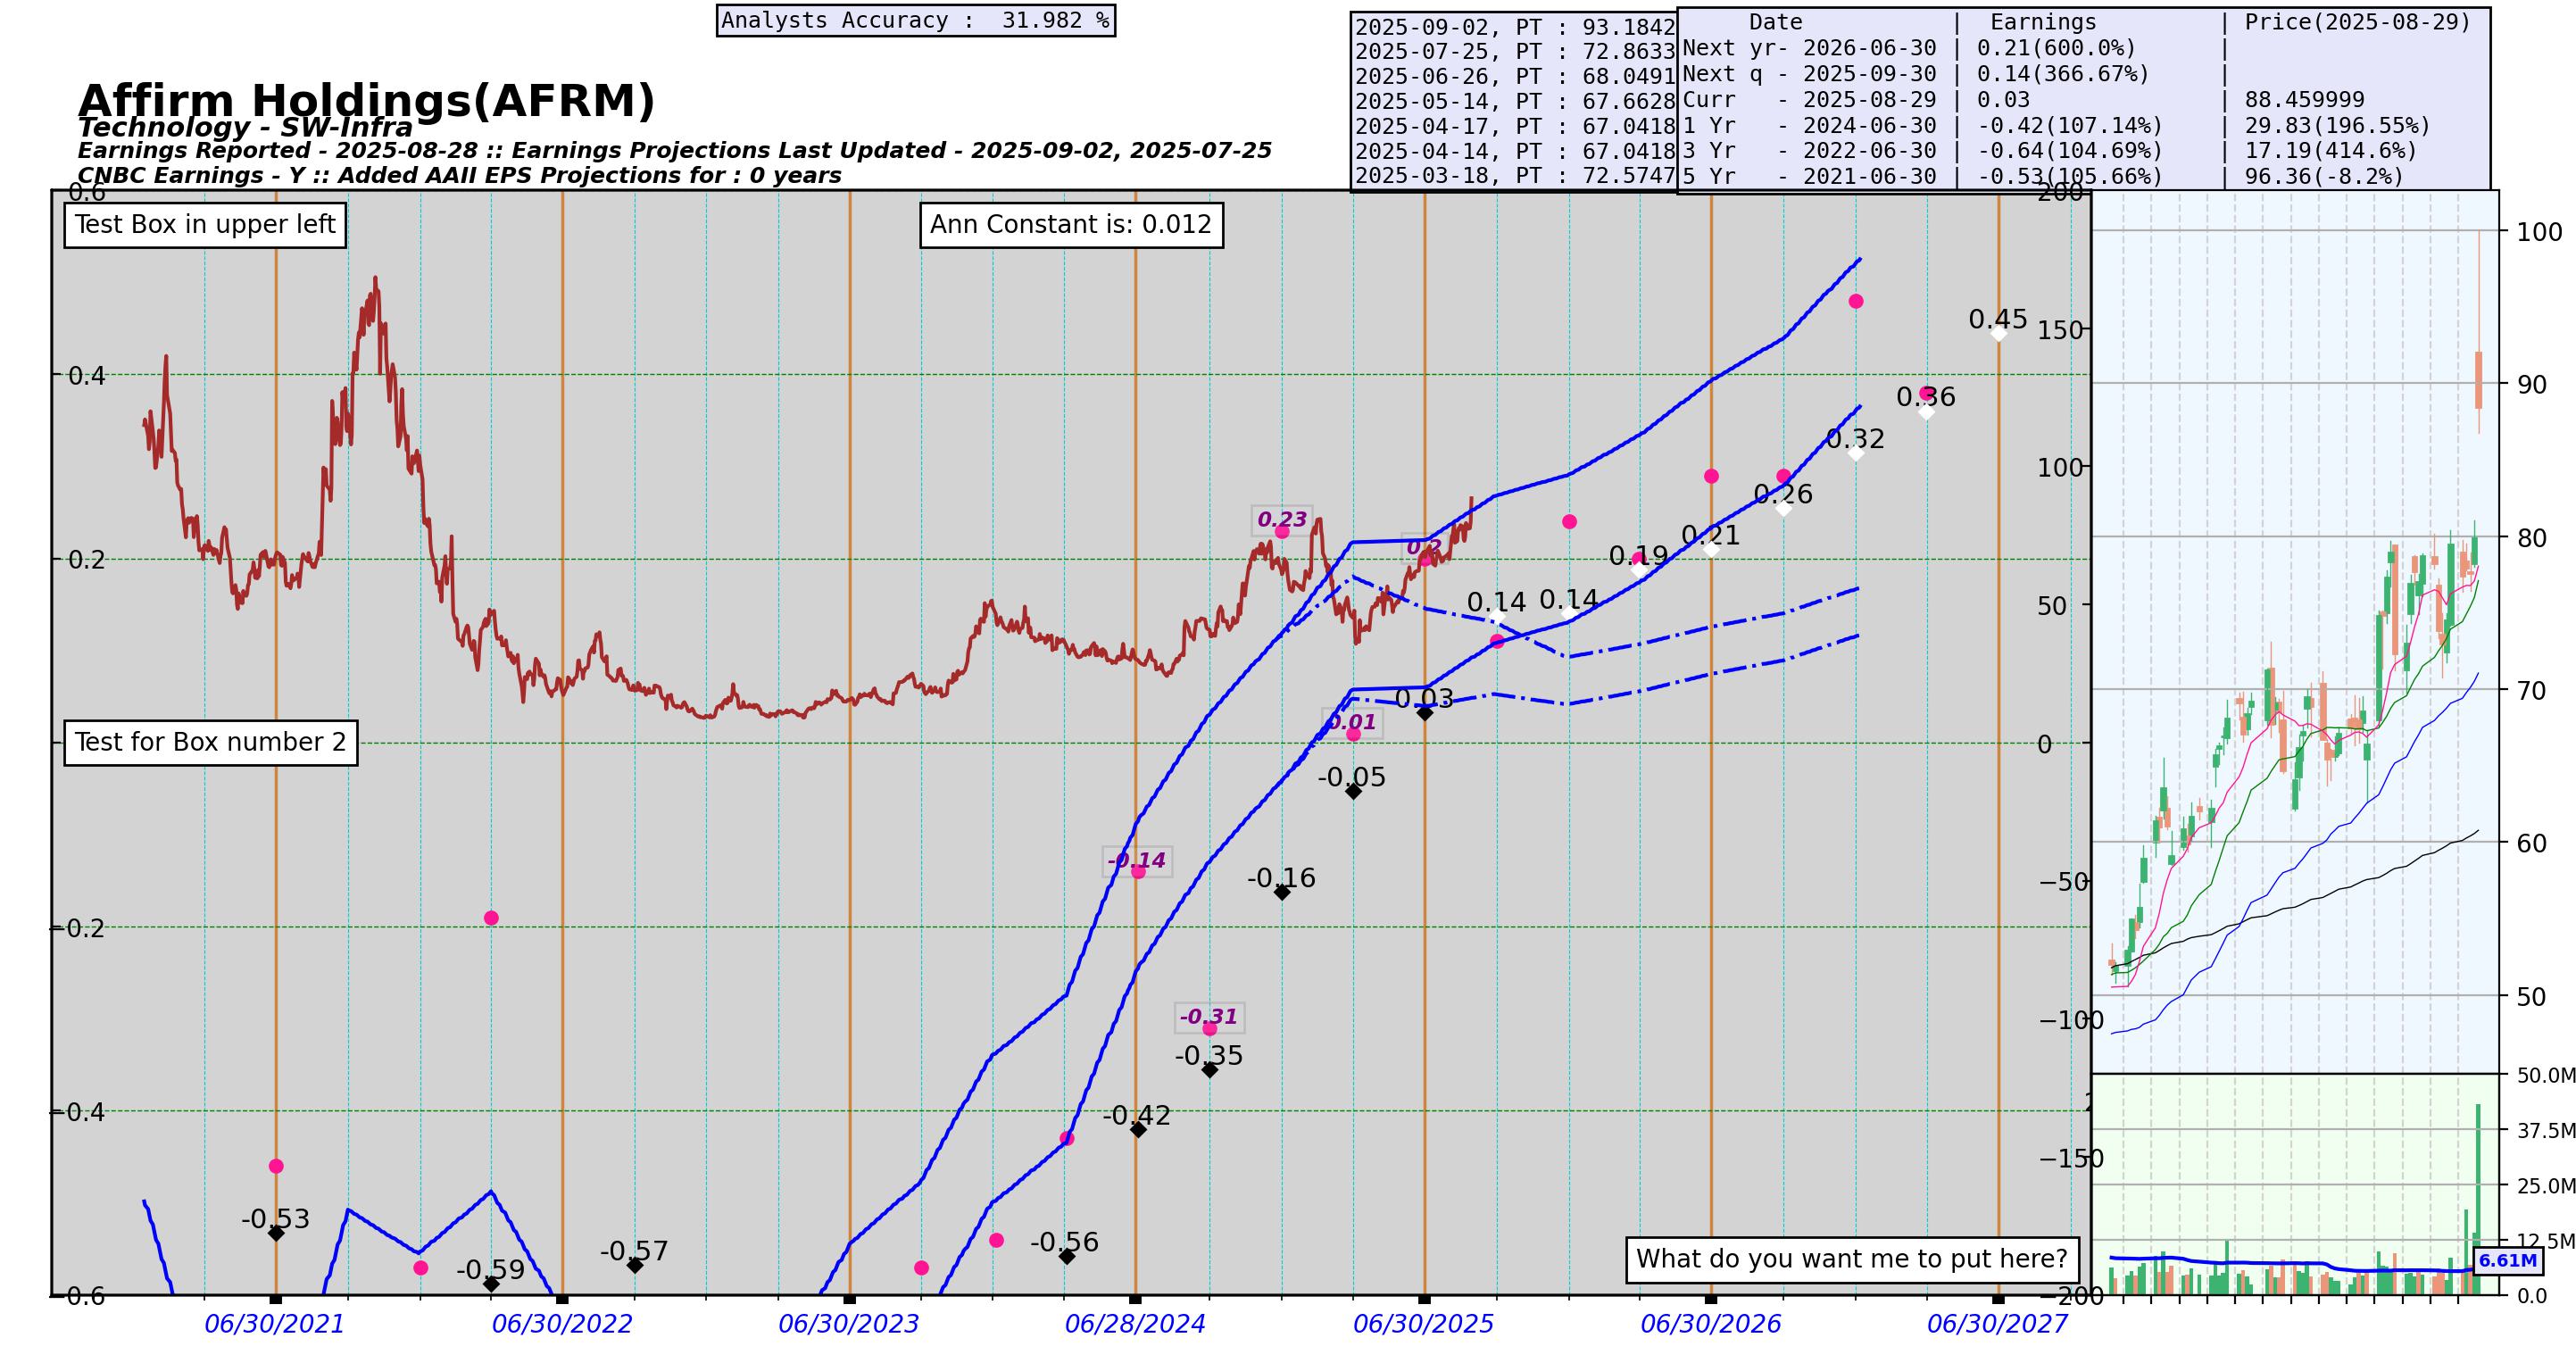 Analysts Accuracy :  31.982 %
2025-09-02, PT : 93.1842
2025-07-25, PT : 72.8633
2025-06-26, PT : 68.0491
2025-05-14, PT : 67.6628
2025-04-17, PT : 67.0418
2025-04-14, PT : 67.0418
2025-03-18, PT : 72.5747
Date | Earnings | Price(2025-08-29)
Next yr- 2026-06-30 | 0.21(600.0%) |
Next q - 2025-09-30 | 0.14(366.67%) |
Curr - 2025-08-29 | 0.03 | 88.459999
1 Yr - 2024-06-30 | -0.42(107.14%) | 29.83(196.55%)
3 Yr - 2022-06-30 | -0.64(104.69%) | 17.19(414.6%)
5 Yr - 2021-06-30 | -0.53(105.66%) | 96.36(-8.2%)
Affirm Holdings(AFRM)
Technology - SW-Infra
Earnings Reported - 2025-08-28 :: Earnings Projections Last Updated - 2025-09-02, 2025-07-25
CNBC Earnings - Y :: Added AAII EPS Projections for : 0 years
Test Box in upper left
Ann Constant is: 0.012
Test for Box number 2
What do you want me to put here?
0.6
0.4
0.2
−0.2
−0.4
−0.6
0.23
0.2
0.01
-0.14
-0.31
-0.53
-0.59
-0.57
-0.56
-0.42
-0.35
-0.16
-0.05
0.03
0.14
0.14
0.19
0.21
0.26
0.32
0.36
0.45
200
150
100
50
0
−50
−100
−150
−200
100
90
80
70
60
50
50.0M
37.5M
25.0M
12.5M
6.61M
0.0
06/30/2021
06/30/2022
06/30/2023
06/28/2024
06/30/2025
06/30/2026
06/30/2027